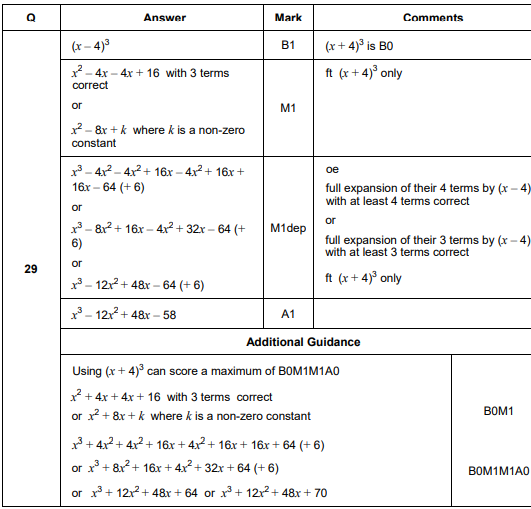 Q Answer Mark Comments
29
(x – 4)³ B1 (x + 4)³ is B0
x² – 4x – 4x + 16 with 3 terms
correct
or
x² – 8x + k where k is a non-zero
constant
M1
ft (x + 4)³ only
x³ – 4x² – 4x² + 16x – 4x² + 16x +
16x – 64 (+ 6)
or
x³ – 8x² + 16x – 4x² + 32x – 64 (+
6)
or
x³ – 12x² + 48x – 64 (+ 6)
M1dep
oe
full expansion of their 4 terms by (x – 4)
with at least 4 terms correct
or
full expansion of their 3 terms by (x – 4)
with at least 3 terms correct
ft (x + 4)³ only
x³ – 12x² + 48x – 58 A1
Additional Guidance
Using (x + 4)³ can score a maximum of B0M1M1A0
x² + 4x + 4x + 16 with 3 terms correct
or x² + 8x + k where k is a non-zero constant
B0M1
x³ + 4x² + 4x² + 16x + 4x² + 16x + 16x + 64 (+ 6)
or x³ + 8x² + 16x + 4x² + 32x + 64 (+ 6)
or x³ + 12x² + 48x + 64 or x³ + 12x² + 48x + 70
B0M1M1A0